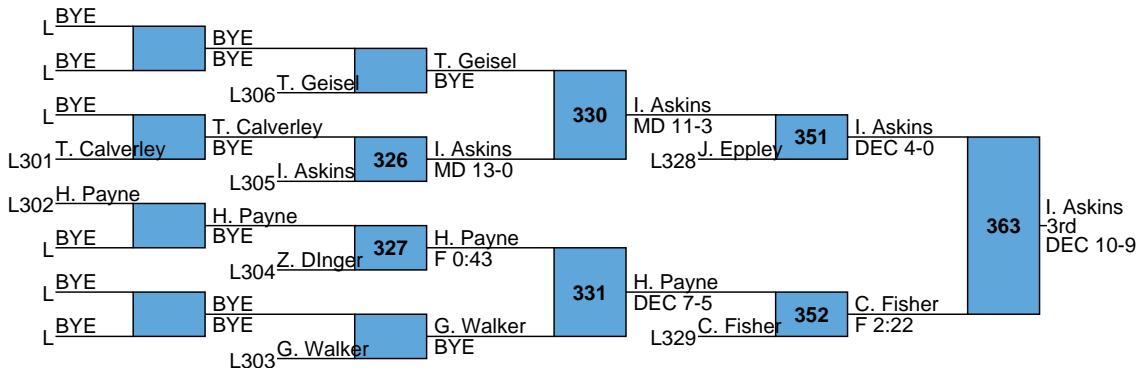 L BYE
BYE
BYE
L BYE
T. Geisel
BYE
L306 T. Geisel
L BYE
330
I. Askins
MD 11-3
T. Calverley
BYE
351
I. Askins
DEC 4-0
L301 T. Calverley
326
I. Askins
MD 13-0
L328 J. Eppley
L305 I. Askins
L302 H. Payne
H. Payne
BYE
363
I. Askins
3rd
DEC 10-9
L BYE
327
H. Payne
F 0:43
L304 Z. DInger
L BYE
331
H. Payne
DEC 7-5
BYE
BYE
352
C. Fisher
F 2:22
L BYE
G. Walker
BYE
L329 C. Fisher
L303 G. Walker